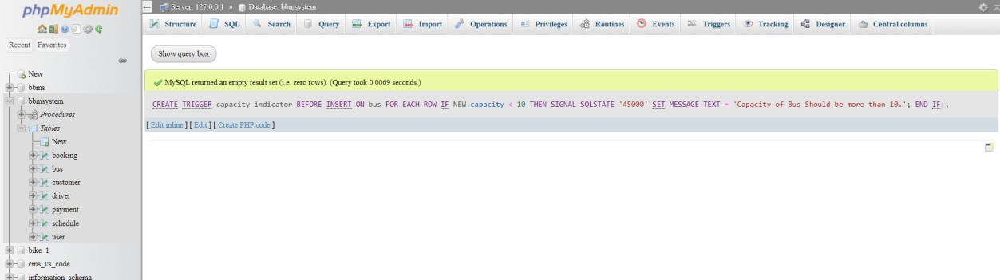 phpMyAdmin
Recent Favorites
New
bbms
bbmsystem
Procedures
Tables
New
booking
bus
customer
driver
payment
schedule
user
bike_1
cms_vs_code
information_schema
Server: 127.0.0.1 » Database: bbmsystem
Structure SQL Search Query Export Import Operations Privileges Routines Events Triggers Tracking Designer Central columns
Show query box
MySQL returned an empty result set (i.e. zero rows). (Query took 0.0069 seconds.)
CREATE TRIGGER capacity_indicator BEFORE INSERT ON bus FOR EACH ROW IF NEW.capacity < 10 THEN SIGNAL SQLSTATE '45000' SET MESSAGE_TEXT = 'Capacity of Bus Should be more than 10.'; END IF;;
[ Edit inline ] [ Edit ] [ Create PHP code ]